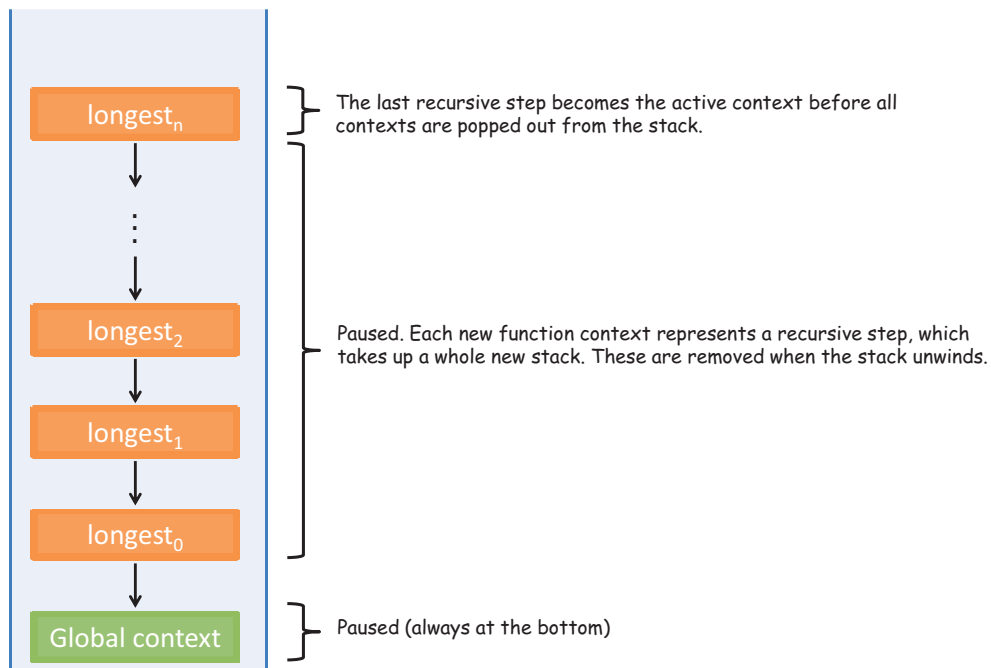 longestₙ
The last recursive step becomes the active context before all
contexts are popped out from the stack.
⋮
longest₂
Paused. Each new function context represents a recursive step, which
takes up a whole new stack. These are removed when the stack unwinds.
longest₁
longest₀
Global context
Paused (always at the bottom)